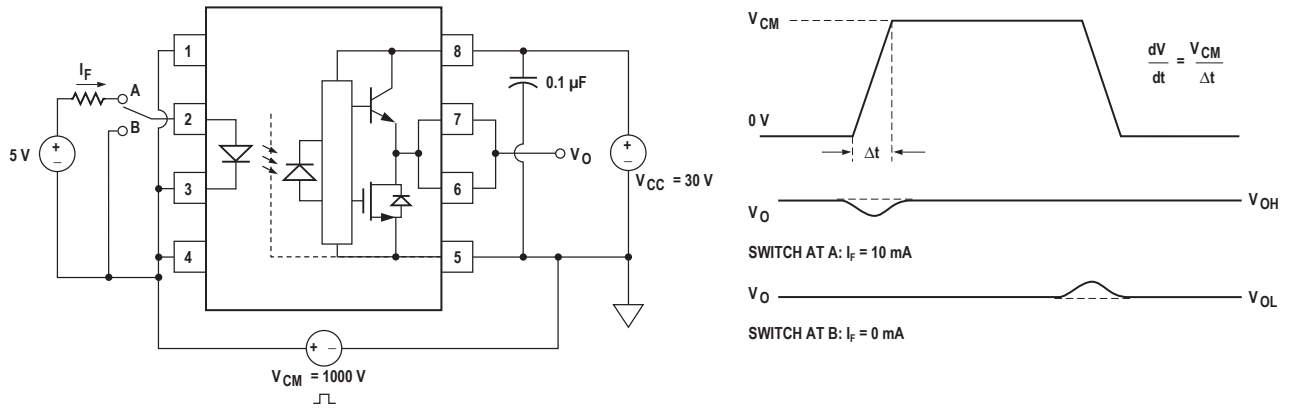 1
2
3
4
8
7
6
5
I_F
A
B
5 V
+
–
0.1 µF
V_O
+
–
V_CC = 30 V
+ –
V_CM = 1000 V
V_CM
dV/dt = V_CM/Δt
0 V
Δt
V_O
V_OH
SWITCH AT A: I_F = 10 mA
V_O
V_OL
SWITCH AT B: I_F = 0 mA